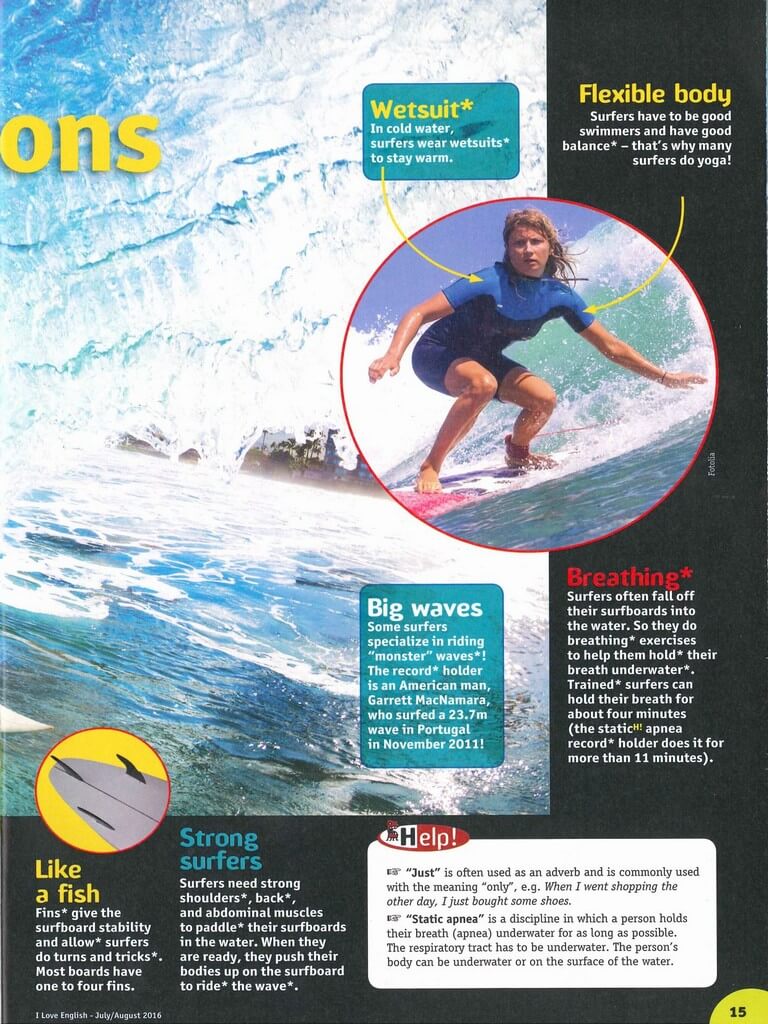 ons
Wetsuit*
In cold water,
surfers wear wetsuits*
to stay warm.
Flexible body
Surfers have to be good
swimmers and have good
balance* – that's why many
surfers do yoga!
Fotolia
Big waves
Some surfers
specialize in riding
"monster" waves*!
The record* holder
is an American man,
Garrett MacNamara,
who surfed a 23.7m
wave in Portugal
in November 2011!
Breathing*
Surfers often fall off
their surfboards into
the water. So they do
breathing* exercises
to help them hold* their
breath underwater*.
Trained* surfers can
hold their breath for
about four minutes
(the staticH! apnea
record* holder does it for
more than 11 minutes).
Like
a fish
Fins* give the
surfboard stability
and allow* surfers
do turns and tricks*.
Most boards have
one to four fins.
Strong
surfers
Surfers need strong
shoulders*, back*,
and abdominal muscles
to paddle* their surfboards
in the water. When they
are ready, they push their
bodies up on the surfboard
to ride* the wave*.
Help!
☞ "Just" is often used as an adverb and is commonly used
with the meaning "only", e.g. When I went shopping the
other day, I just bought some shoes.
☞ "Static apnea" is a discipline in which a person holds
their breath (apnea) underwater for as long as possible.
The respiratory tract has to be underwater. The person's
body can be underwater or on the surface of the water.
I Love English – July/August 2016
15